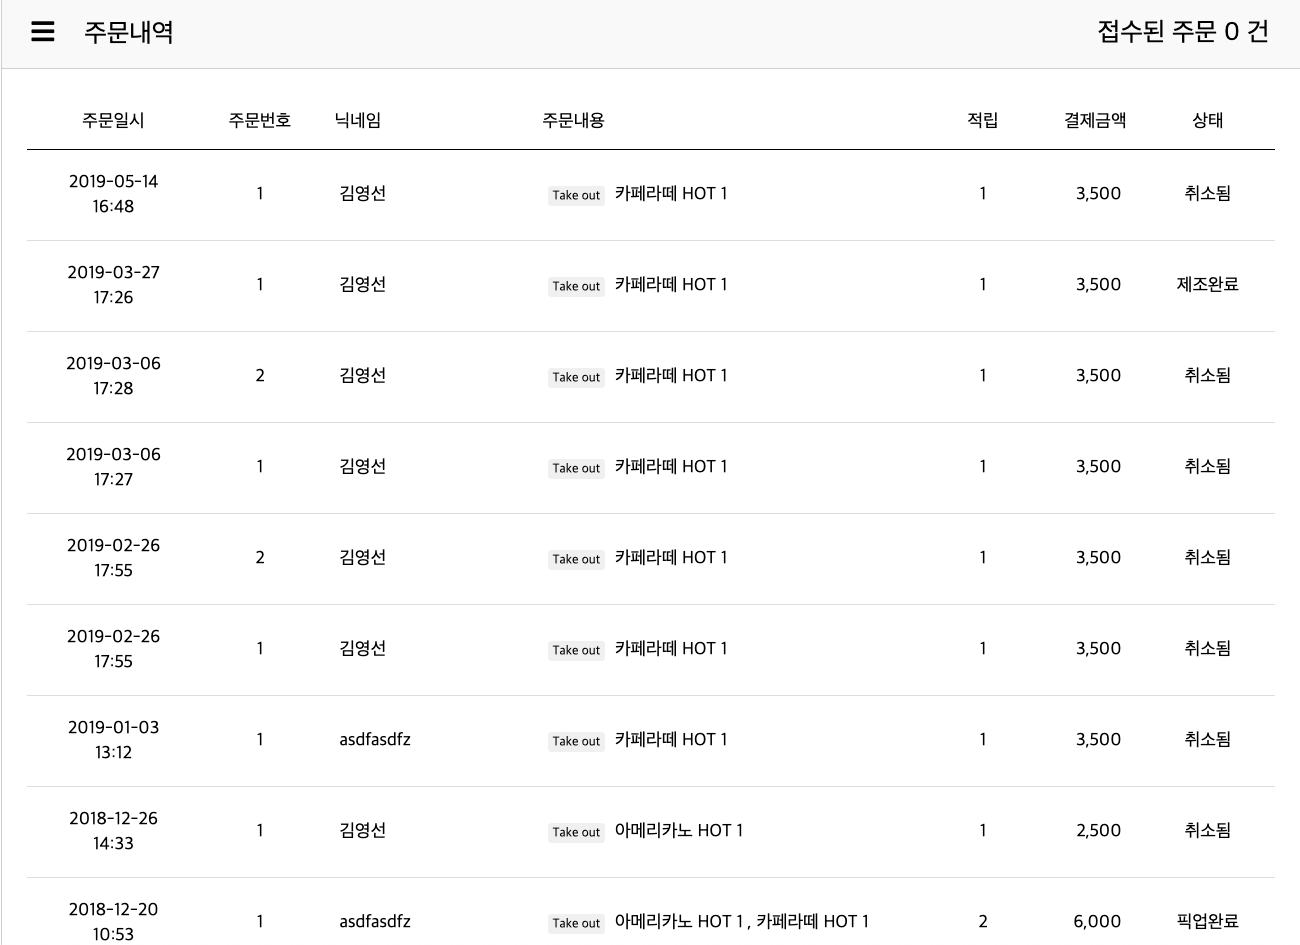 주문내역
접수된 주문 0 건
주문일시 주문번호 닉네임 주문내용 적립 결제금액 상태
2019-05-14
16:48
1 김영선 Take out 카페라떼 HOT 1 1 3,500 취소됨
2019-03-27
17:26
1 김영선 Take out 카페라떼 HOT 1 1 3,500 제조완료
2019-03-06
17:28
2 김영선 Take out 카페라떼 HOT 1 1 3,500 취소됨
2019-03-06
17:27
1 김영선 Take out 카페라떼 HOT 1 1 3,500 취소됨
2019-02-26
17:55
2 김영선 Take out 카페라떼 HOT 1 1 3,500 취소됨
2019-02-26
17:55
1 김영선 Take out 카페라떼 HOT 1 1 3,500 취소됨
2019-01-03
13:12
1 asdfasdfz Take out 카페라떼 HOT 1 1 3,500 취소됨
2018-12-26
14:33
1 김영선 Take out 아메리카노 HOT 1 1 2,500 취소됨
2018-12-20
10:53
1 asdfasdfz Take out 아메리카노 HOT 1 , 카페라떼 HOT 1 2 6,000 픽업완료